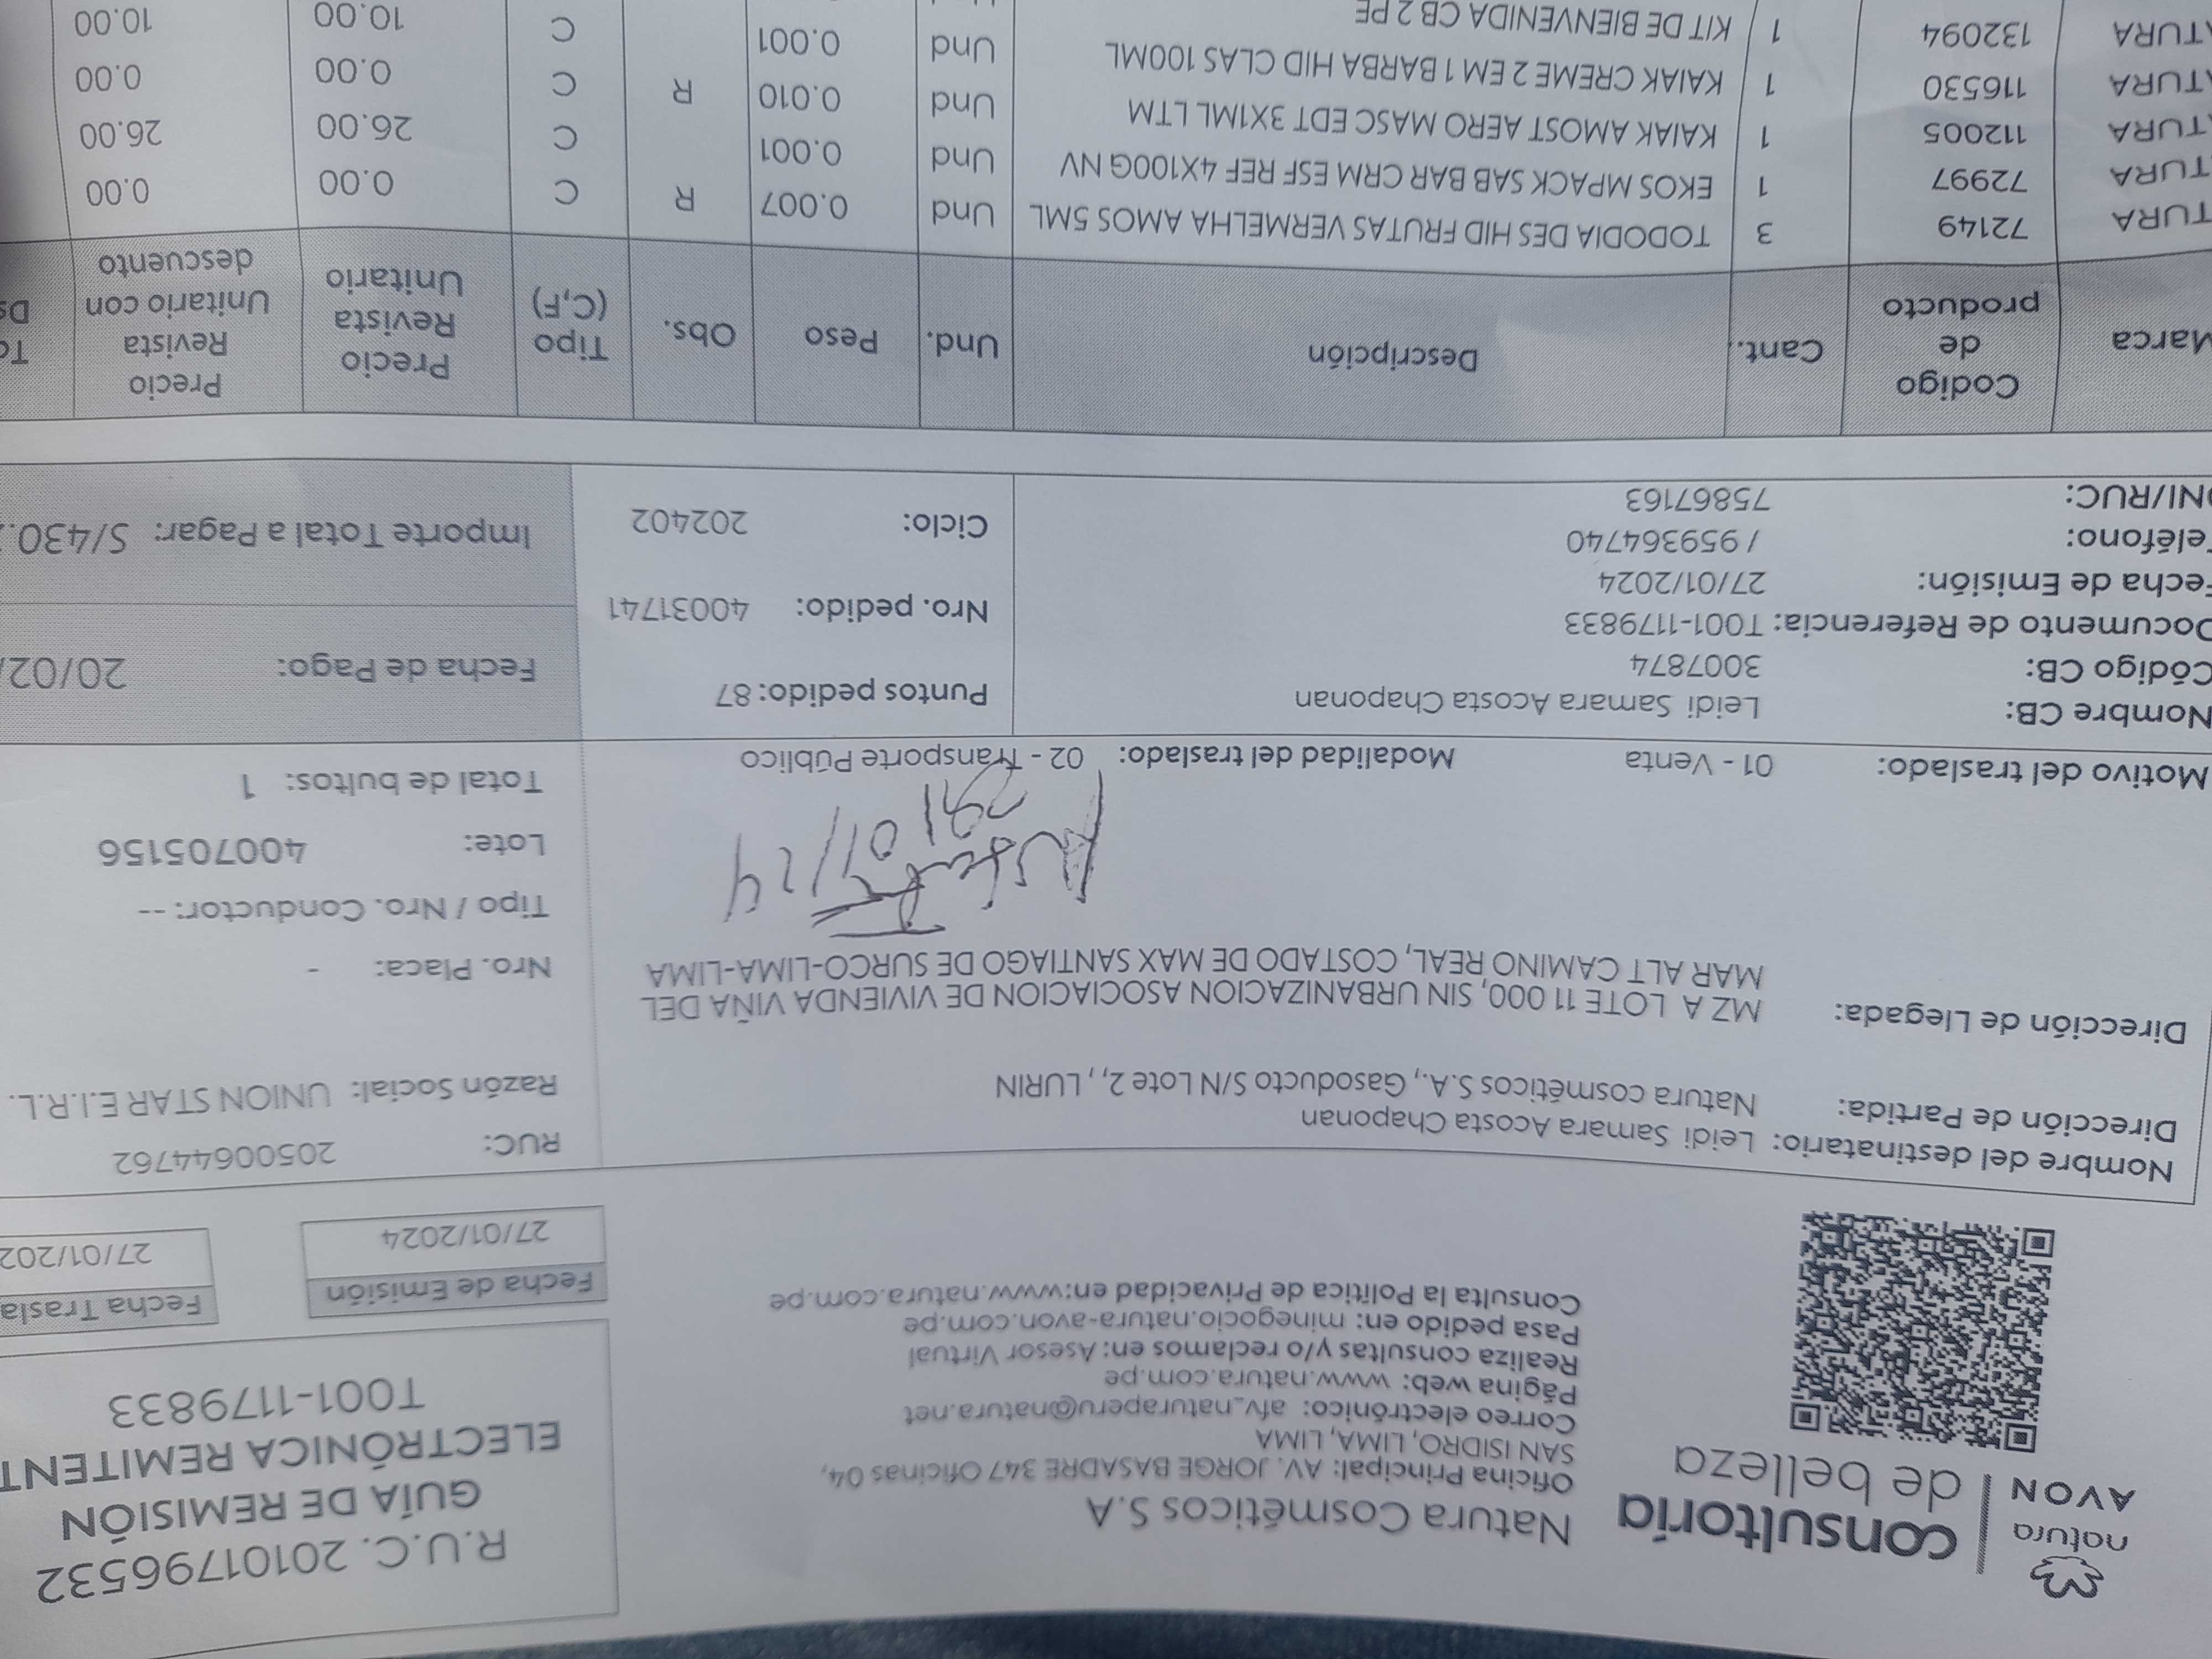 natura
AVON
consultoría
de belleza
Natura Cosméticos S.A
Oficina Principal: AV. JORGE BASADRE 347 Oficinas 04,
SAN ISIDRO, LIMA, LIMA
Correo electrónico: afv_naturaperu@natura.net
Página web: www.natura.com.pe
Realiza consultas y/o reclamos en: Asesor Virtual
Pasa pedido en: minegocio.natura-avon.com.pe
Consulta la Política de Privacidad en:www.natura.com.pe
R.U.C. 20101796532
GUÍA DE REMISIÓN
ELECTRÓNICA REMITENT
T001-1179833
Fecha de Emisión
27/01/2024
Fecha Trasla
27/01/202
Nombre del destinatario: Leidi Samara Acosta Chaponan
Dirección de Partida: Natura cosméticos S.A., Gasoducto S/N Lote 2, , LURIN
Dirección de Llegada: MZ A LOTE 11 000, SIN URBANIZACION ASOCIACION DE VIVIENDA VIÑA DEL
MAR ALT CAMINO REAL, COSTADO DE MAX SANTIAGO DE SURCO-LIMA-LIMA
RUC: 20500644762
Razón Social: UNION STAR E.I.R.L.
Nro. Placa: -
Tipo / Nro. Conductor: --
Lote: 400705156
Total de bultos: 1
01/24
Motivo del traslado: 01 - Venta Modalidad del traslado: 02 - Transporte Público
Nombre CB: Leidi Samara Acosta Chaponan
Código CB: 3007874
Documento de Referencia: T001-1179833
Fecha de Emisión: 27/01/2024
Teléfono: / 959364740
DNI/RUC: 75867163
Puntos pedido: 87
Nro. pedido: 40031741
Ciclo: 202402
Fecha de Pago: 20/02/
Importe Total a Pagar: S/430.
Marca Codigo de producto Cant. Descripción Und. Peso Obs. Tipo (C,F) Precio Revista Unitario Precio Revista Unitario con descuento
TURA 72149 3 TODODIA DES HID FRUTAS VERMELHA AMOS 5ML Und 0.007 R C 0.00 0.00
TURA 72997 1 EKOS MPACK SAB BAR CRM ESF REF 4X100G NV Und 0.001 C 26.00 26.00
TURA 112005 1 KAIAK AMOST AERO MASC EDT 3X1ML LTM Und 0.010 R C 0.00 0.00
TURA 116530 1 KAIAK CREME 2 EM 1 BARBA HID CLAS 100ML Und 0.001 C 10.00 10.00
TURA 132094 1 KIT DE BIENVENIDA CB 2 PE